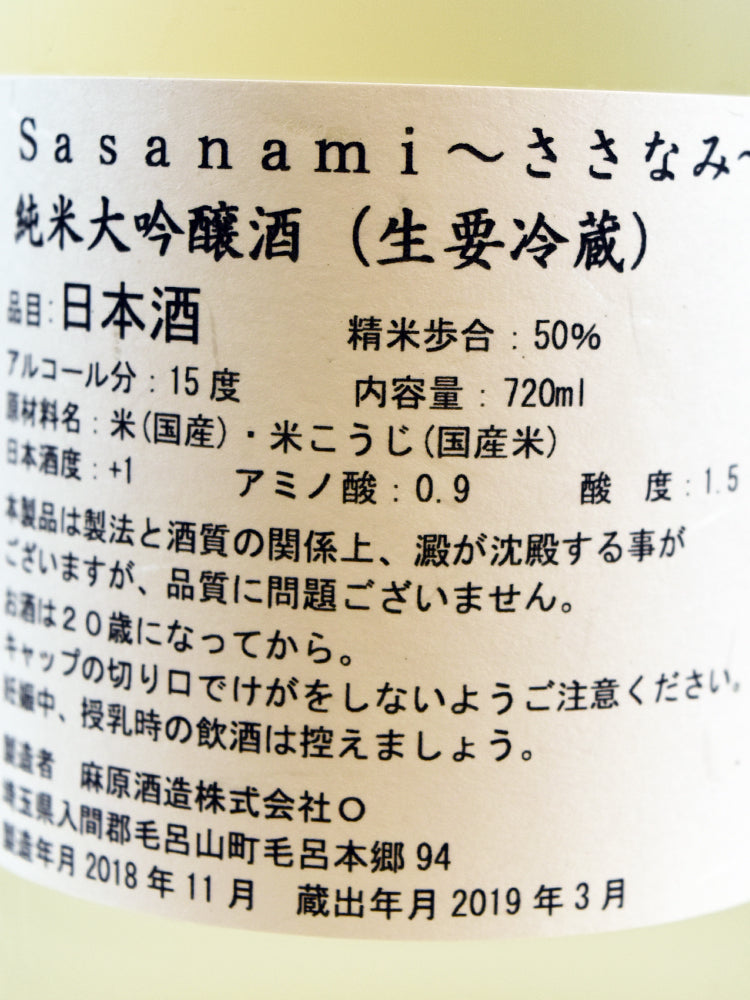 Sasanami～ささなみ～
純米大吟醸酒（生要冷蔵）
品目:日本酒 精米歩合：50%
アルコール分：15度 内容量：720ml
原材料名：米(国産)・米こうじ(国産米)
日本酒度：+1 アミノ酸：0.9 酸 度：1.5
本製品は製法と酒質の関係上、澱が沈殿する事が
ございますが、品質に問題ございません。
お酒は２０歳になってから。
キャップの切り口でけがをしないようご注意ください。
妊娠中、授乳時の飲酒は控えましょう。
製造者 麻原酒造株式会社O
埼玉県入間郡毛呂山町毛呂本郷94
製造年月2018年11月 蔵出年月2019年3月